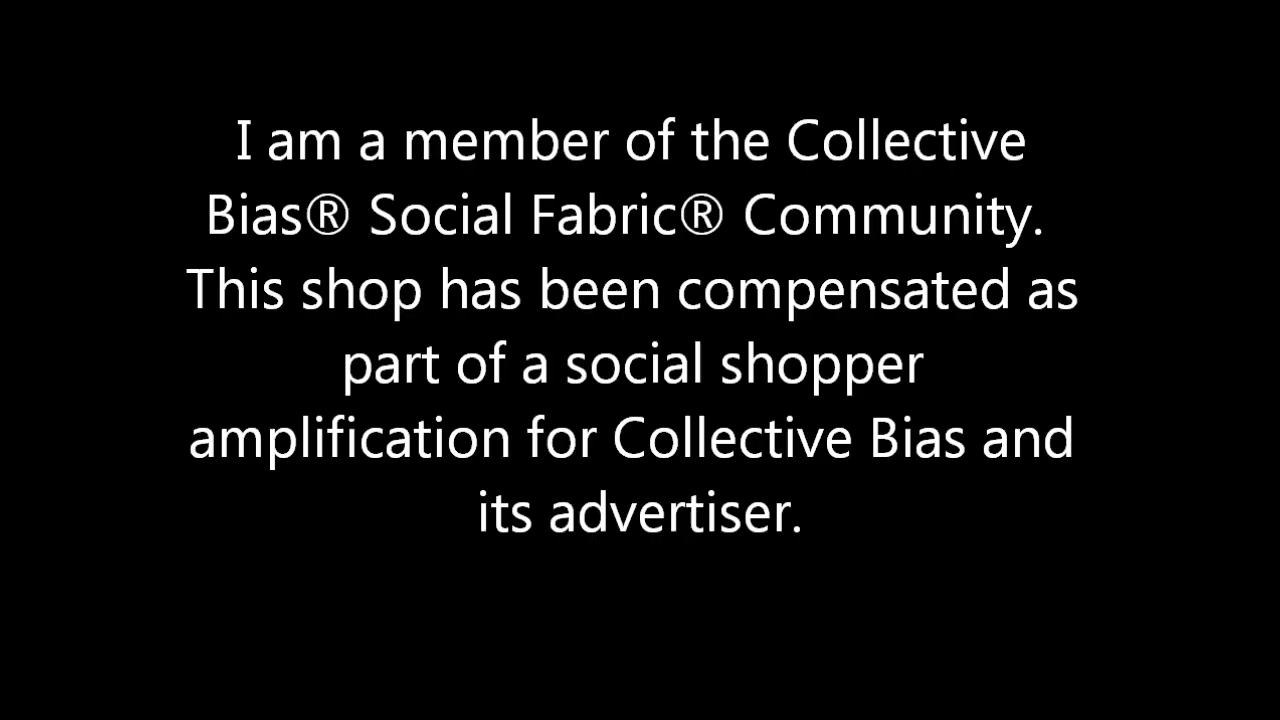 I am a member of the Collective
Bias® Social Fabric® Community.
This shop has been compensated as
part of a social shopper
amplification for Collective Bias and
its advertiser.